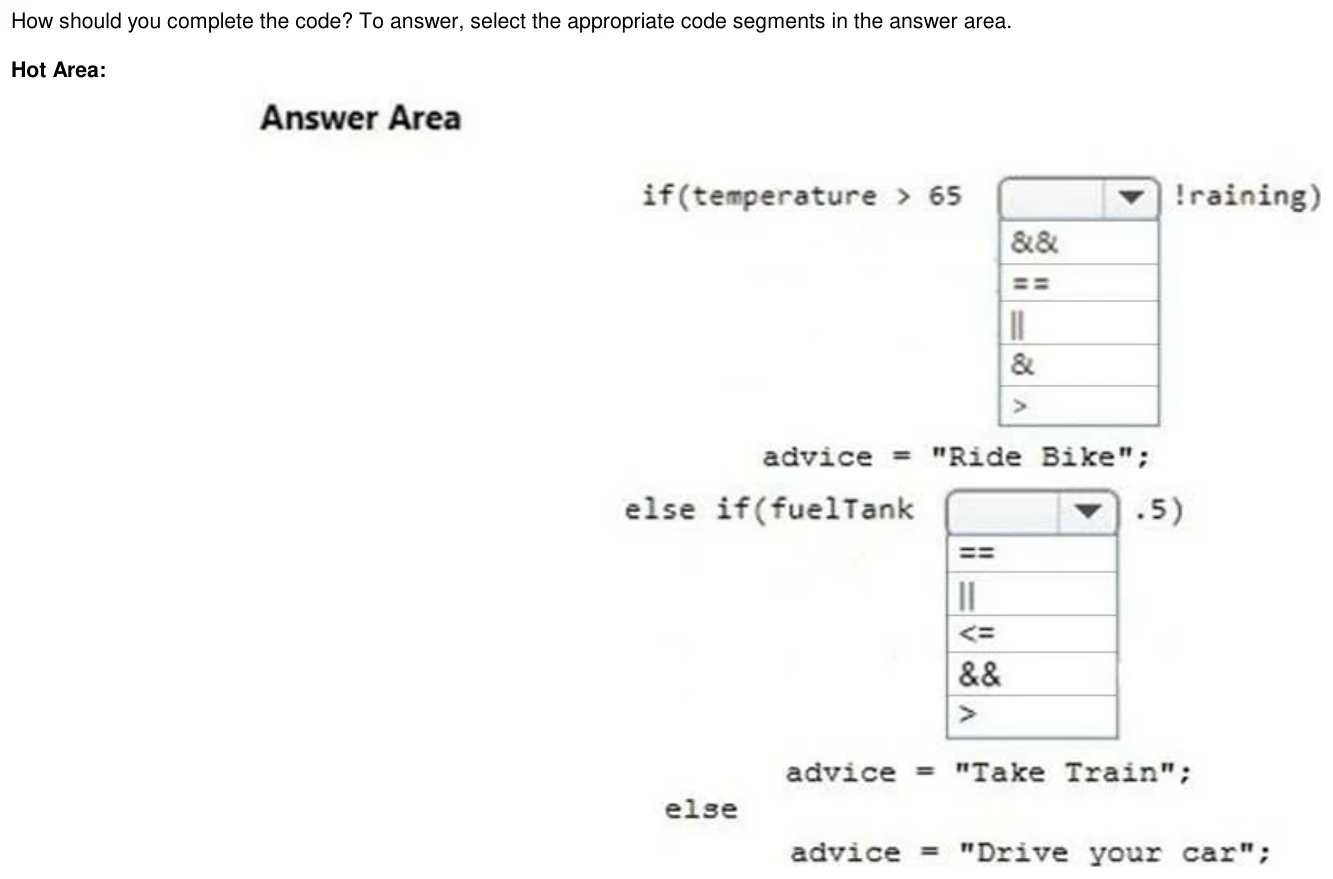 How should you complete the code? To answer, select the appropriate code segments in the answer area.
Hot Area:
Answer Area
if(temperature > 65 !raining)
&&
==
||
&
>
advice = "Ride Bike";
else if(fuelTank .5)
==
||
<=
&&
>
advice = "Take Train";
else
advice = "Drive your car";